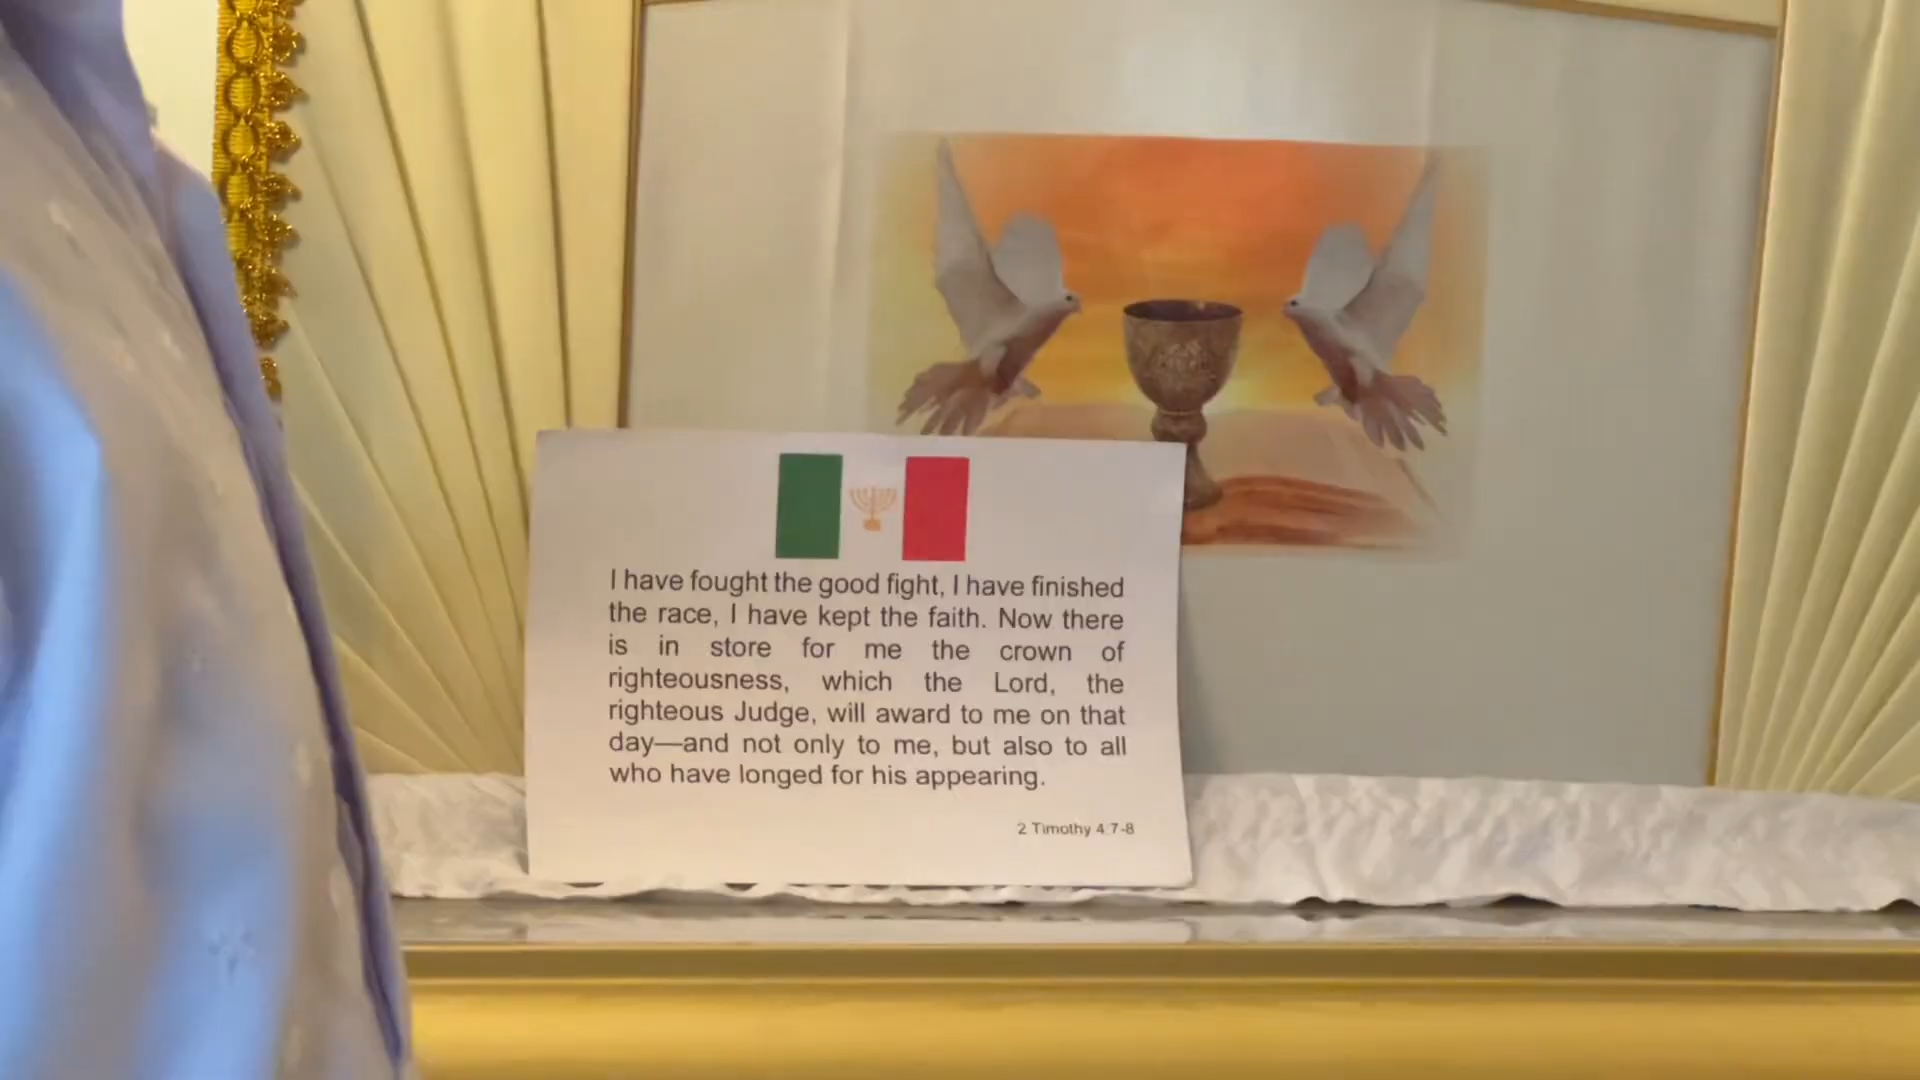 I have fought the good fight, I have finished
the race, I have kept the faith. Now there
is in store for me the crown of
righteousness, which the Lord, the
righteous Judge, will award to me on that
day—and not only to me, but also to all
who have longed for his appearing.
2 Timothy 4:7-8